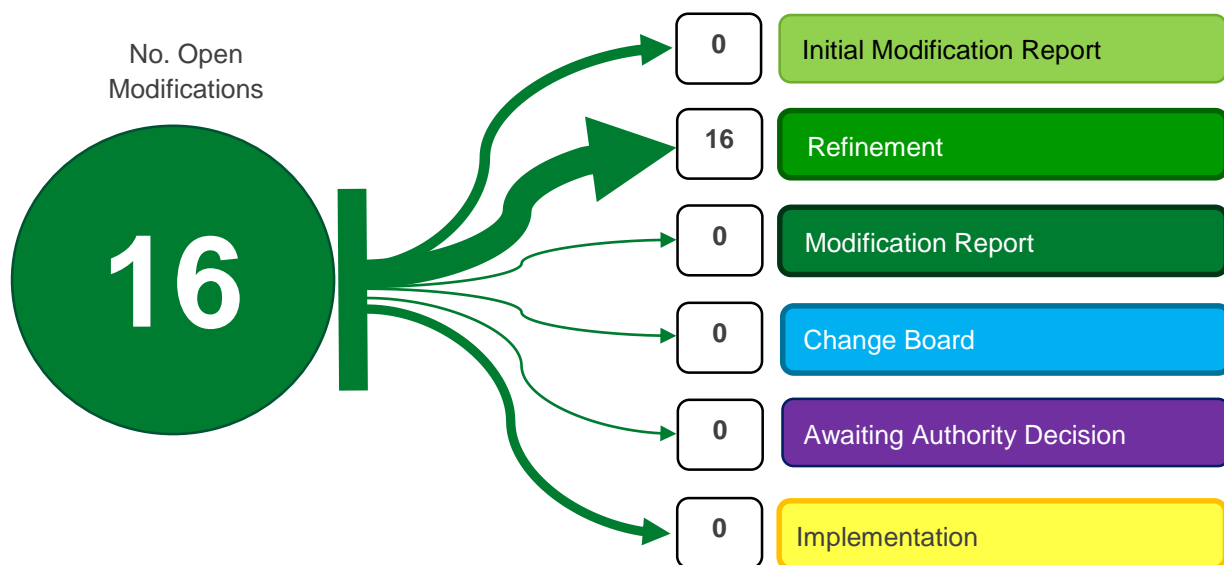 No. Open
Modifications
16
0
Initial Modification Report
16
Refinement
0
Modification Report
0
Change Board
0
Awaiting Authority Decision
0
Implementation